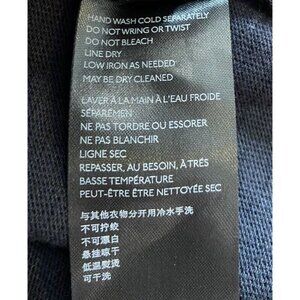 HAND WASH COLD SEPARATELY
DO NOT WRING OR TWIST
DO NOT BLEACH
LINE DRY
LOW IRON AS NEEDED
MAY BE DRY CLEANED
LAVER À LA MAIN À L'EAU FROIDE
SÉPARÉMEN
NE PAS TORDRE OU ESSORER
NE PAS BLANCHIR
LIGNE SEC
REPASSER, AU BESOIN, À TRÉS
BASSE TEMPÉRATURE
PEUT-ÊTRE ÊTRE NETTOYÉE SEC
与其他衣物分开用冷水手洗
不可拧绞
不可漂白
悬挂晾干
低温熨烫
可干洗